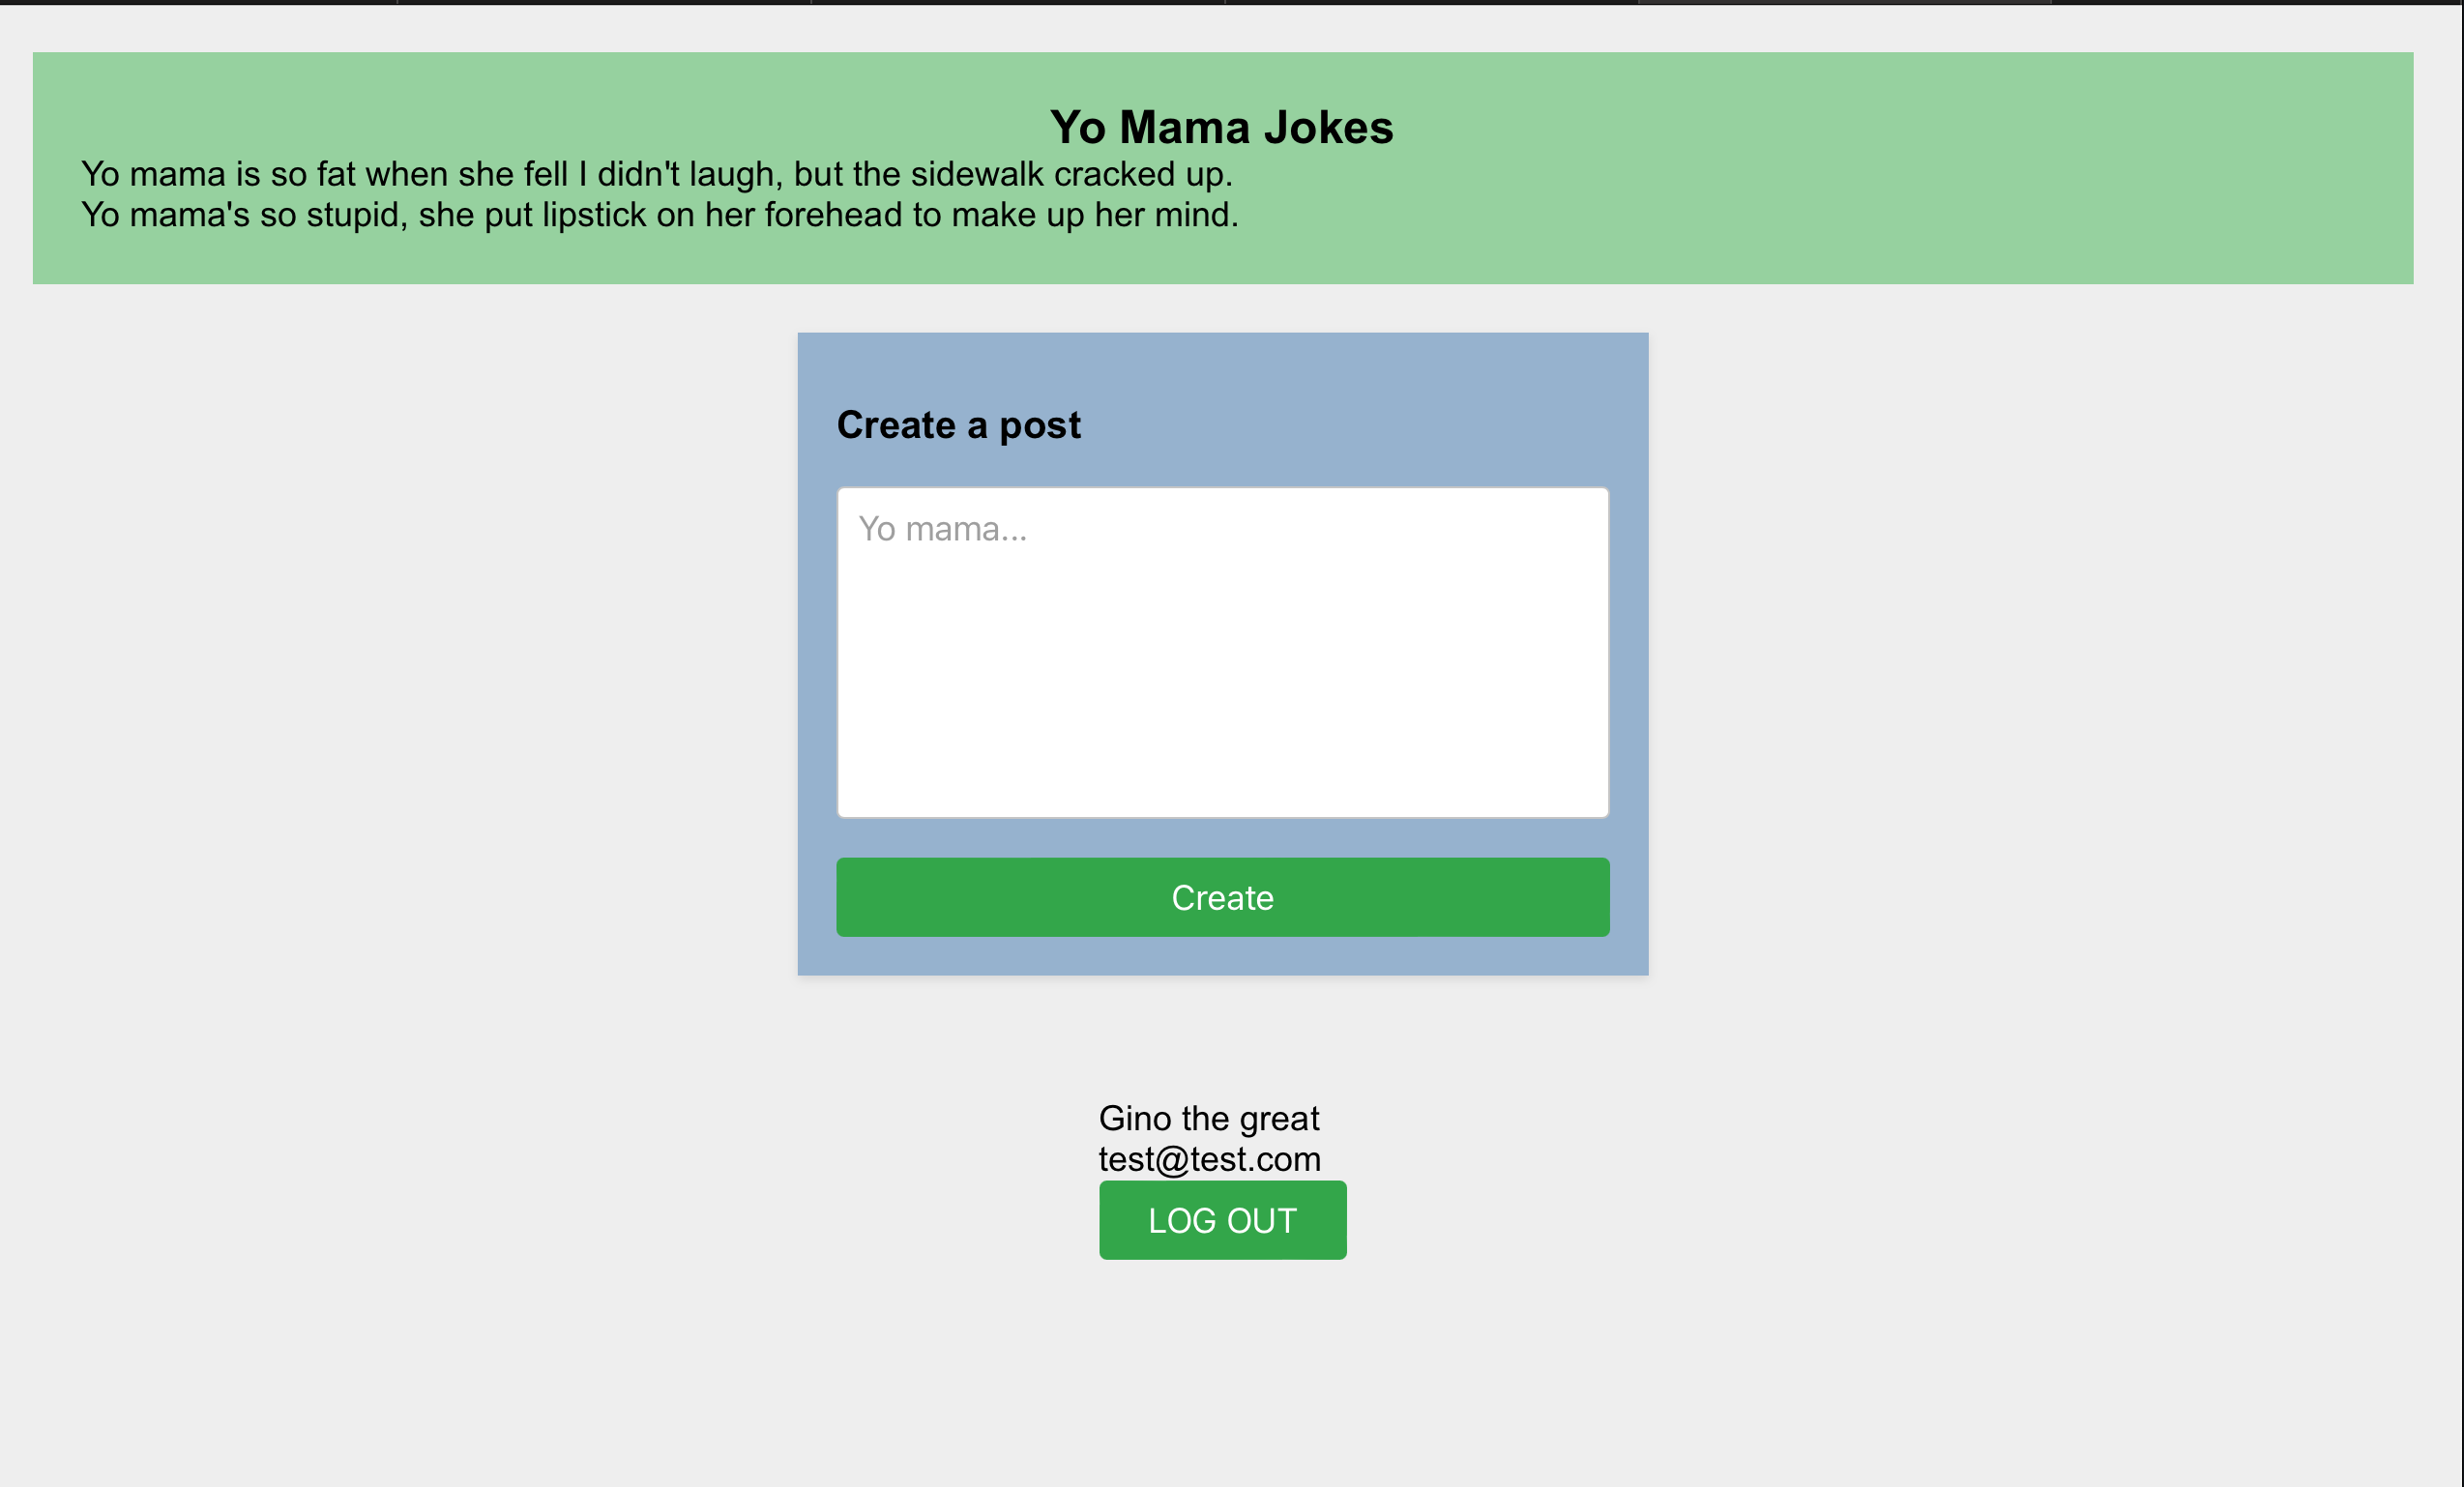 Yo Mama Jokes
Yo mama is so fat when she fell I didn't laugh, but the sidewalk cracked up.
Yo mama's so stupid, she put lipstick on her forehead to make up her mind.
Create a post
Yo mama...
Create
Gino the great
test@test.com
LOG OUT